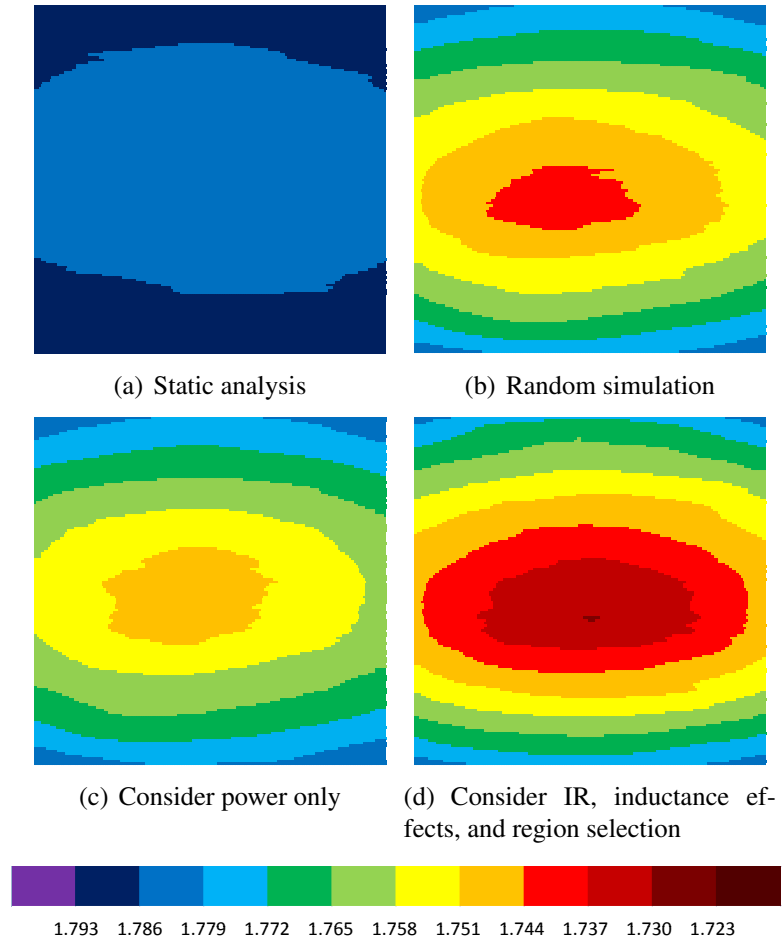 (a) Static analysis
(b) Random simulation
(c) Consider power only
(d) Consider IR, inductance ef-
fects, and region selection
1.793 1.786 1.779 1.772 1.765 1.758 1.751 1.744 1.737 1.730 1.723